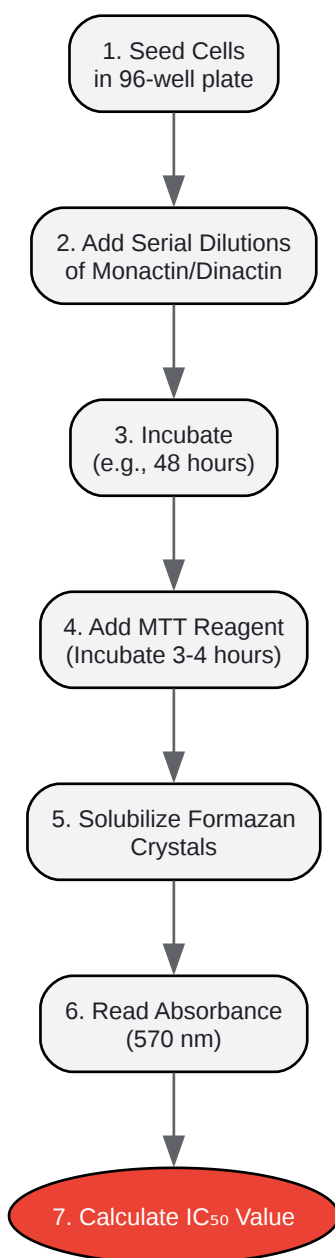 1. Seed Cells
in 96-well plate
2. Add Serial Dilutions
of Monactin/Dinactin
3. Incubate
(e.g., 48 hours)
4. Add MTT Reagent
(Incubate 3-4 hours)
5. Solubilize Formazan
Crystals
6. Read Absorbance
(570 nm)
7. Calculate IC₅₀ Value